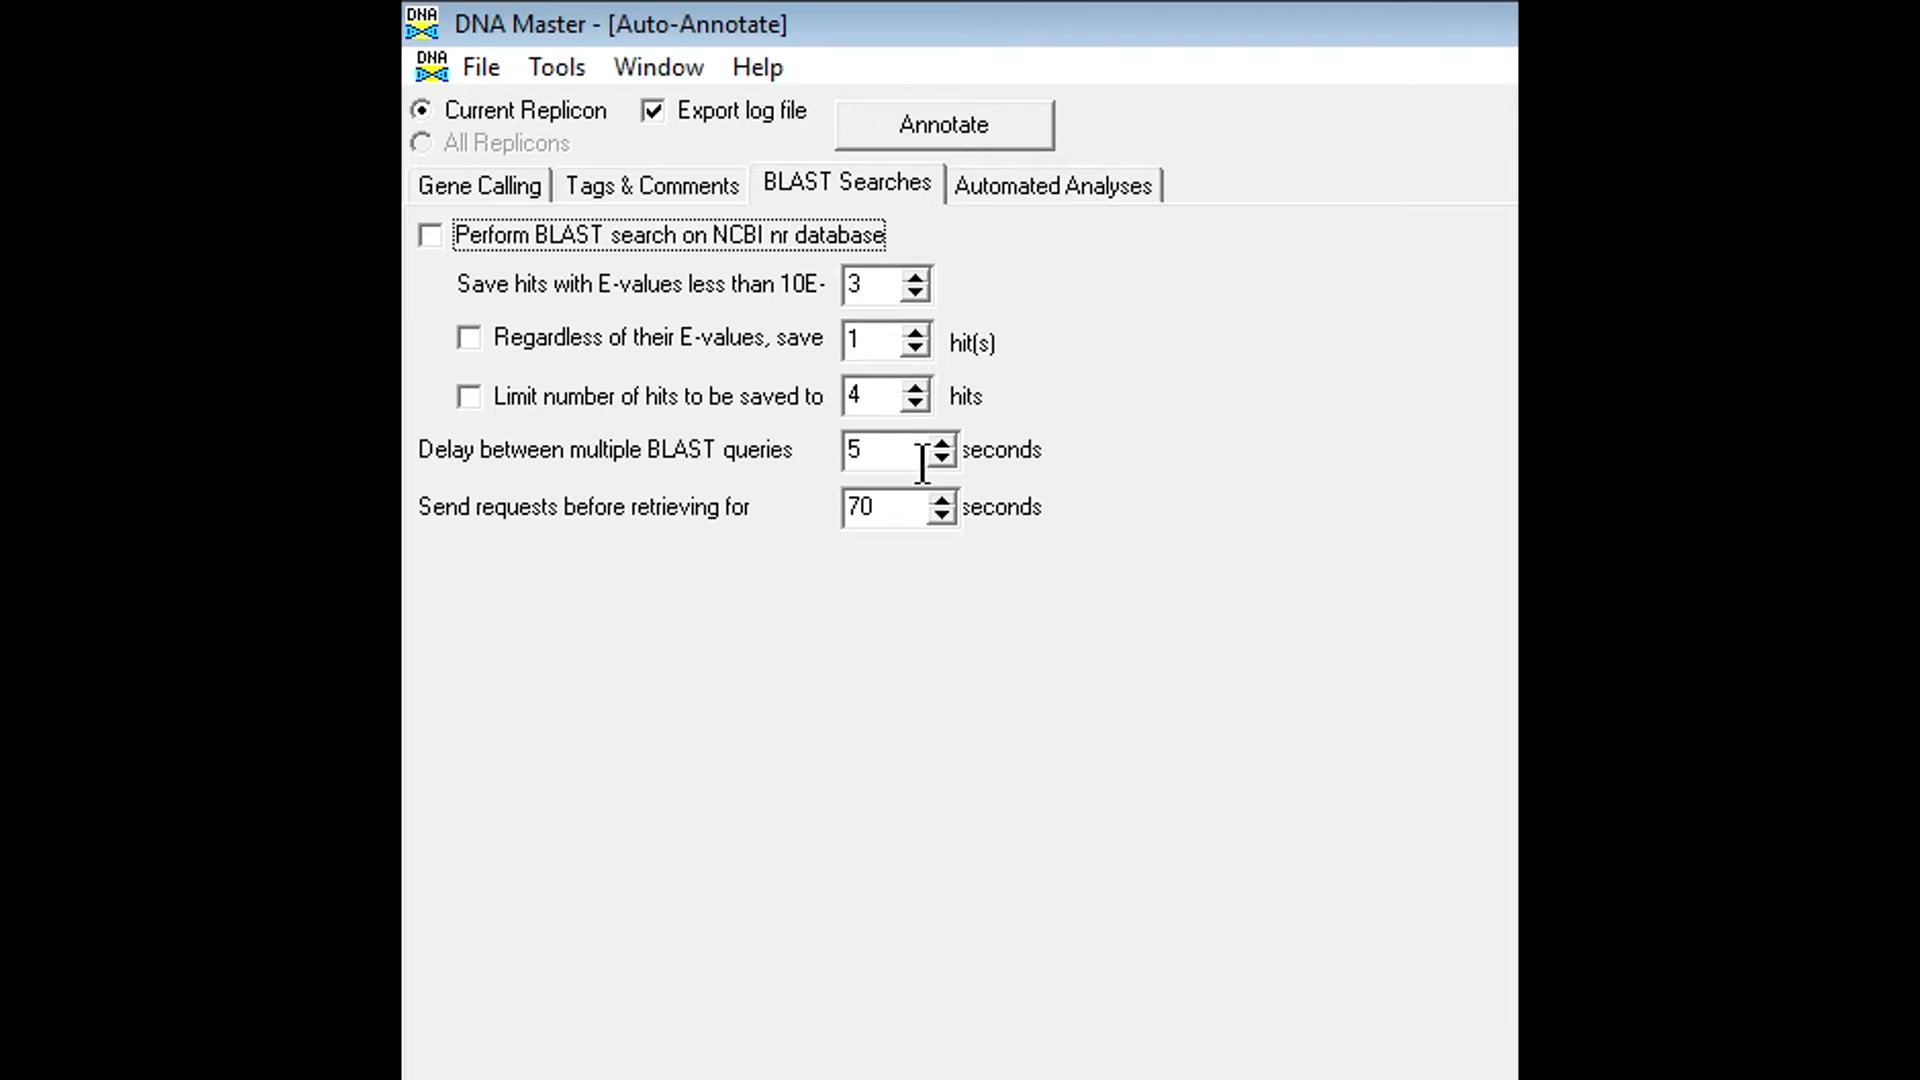 DNA
DNA Master - [Auto-Annotate]
DNA File Tools Window Help
Current Replicon Export log file Annotate
All Replicons
Gene Calling Tags & Comments BLAST Searches Automated Analyses
Perform BLAST search on NCBI nr database
Save hits with E-values less than 10E- 3
Regardless of their E-values, save 1 hit(s)
Limit number of hits to be saved to 4 hits
Delay between multiple BLAST queries 5 seconds
Send requests before retrieving for 70 seconds